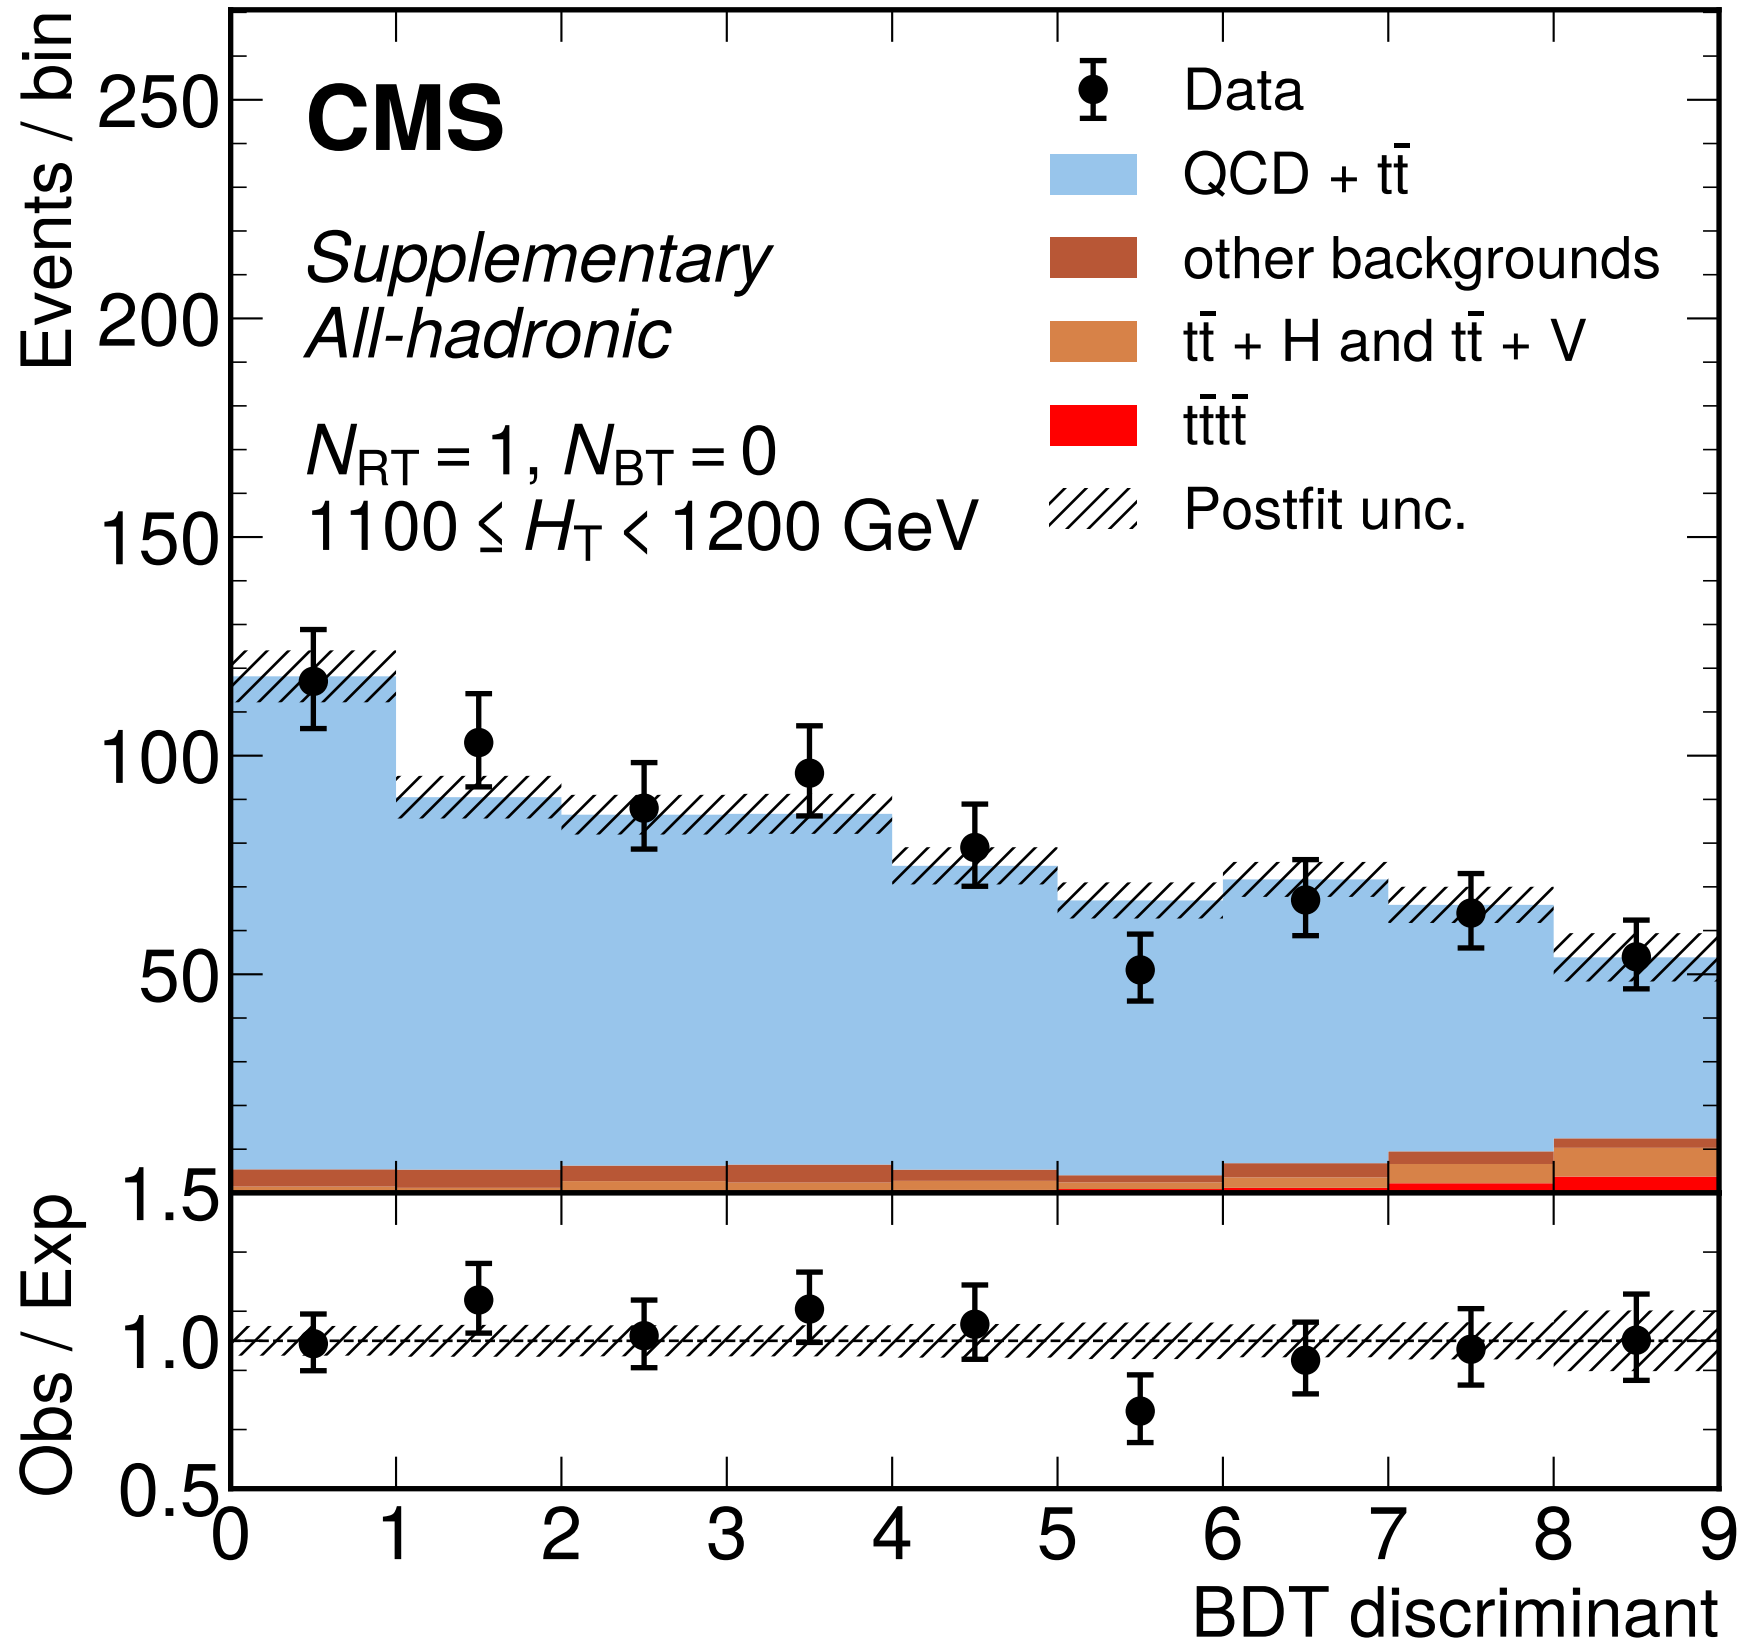 Events / bin
250
200
150
100
50
CMS
Supplementary
All-hadronic
N_RT = 1, N_BT = 0
1100 ≤ H_T < 1200 GeV
Data
QCD + tt̄
other backgrounds
tt̄ + H and tt̄ + V
tt̄tt̄
Postfit unc.
Obs / Exp
1.5
1.0
0.5
0 1 2 3 4 5 6 7 8 9
BDT discriminant